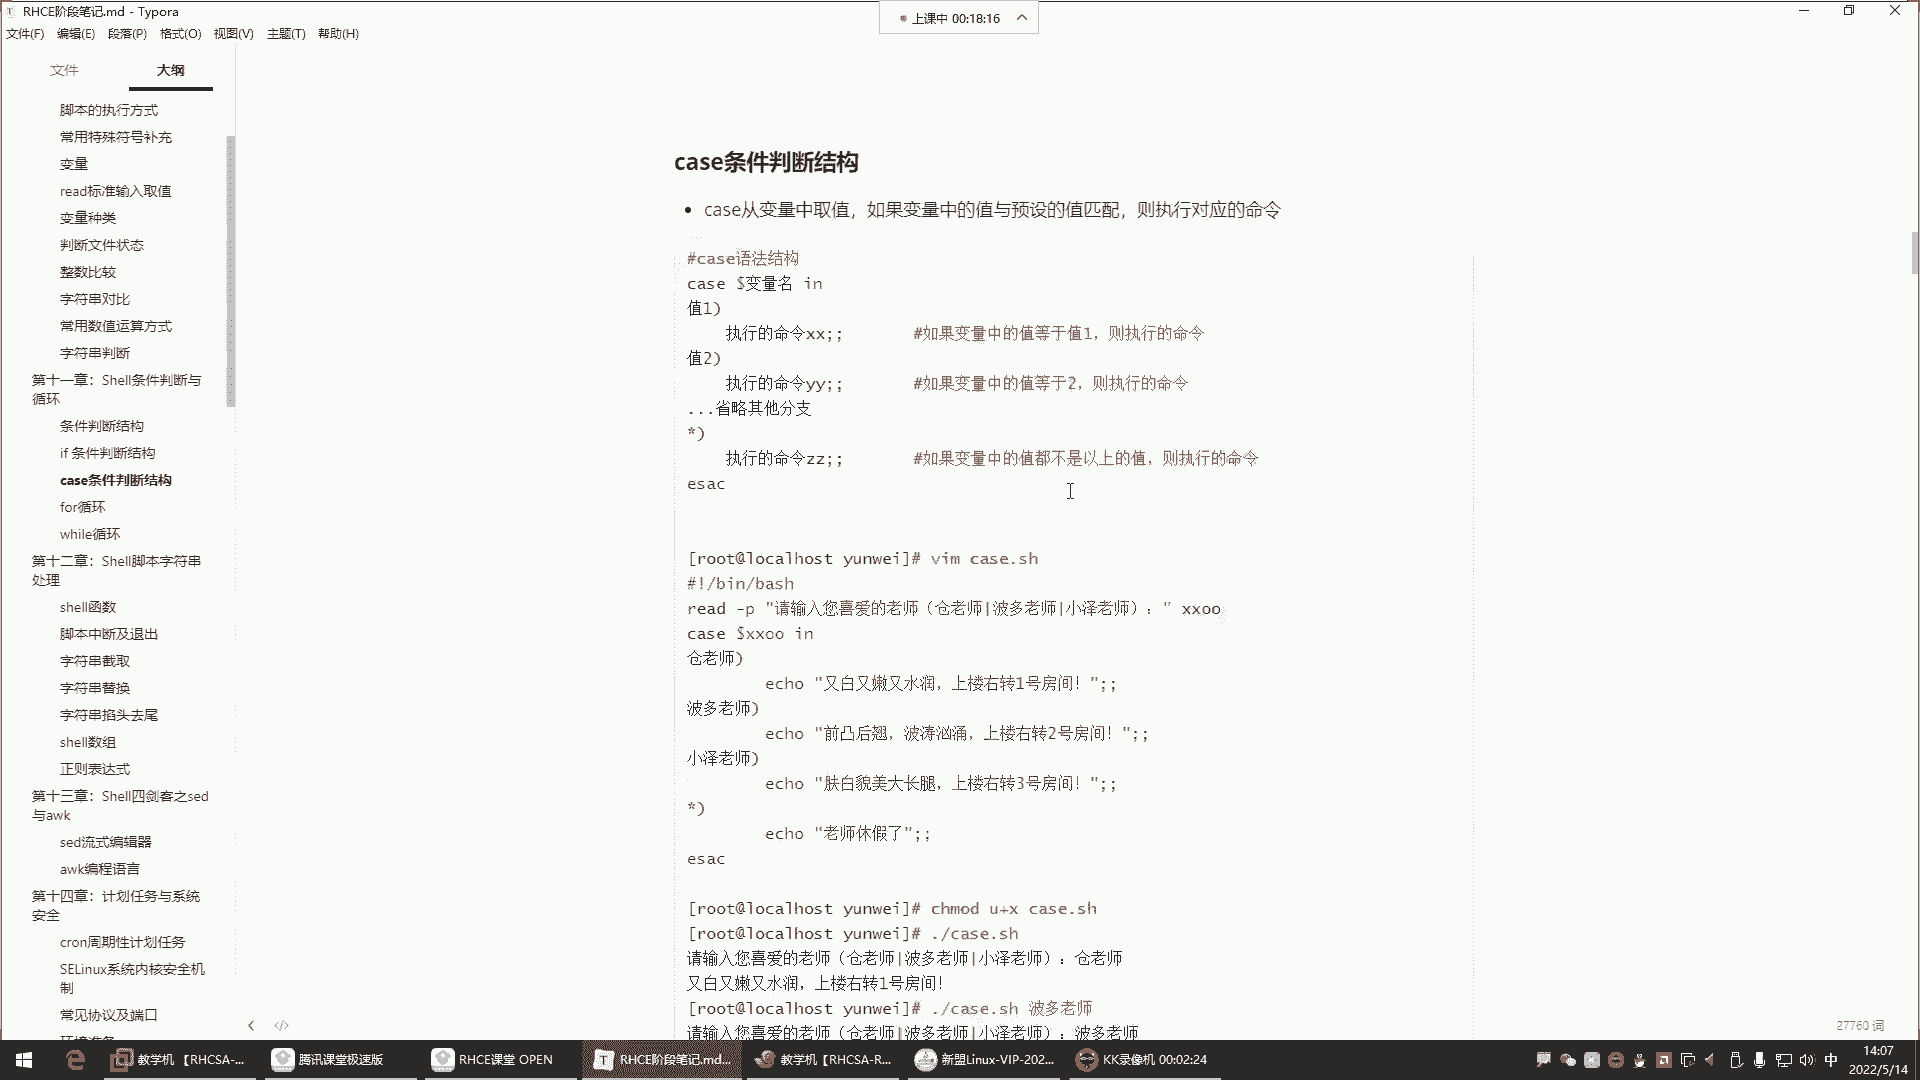 RHCE阶段笔记.md - Typora
上课中 00:18:16
文件(F) 编辑(E) 段落(P) 格式(O) 视图(V) 主题(T) 帮助(H)
文件 大纲
脚本的执行方式
常用特殊符号补充
变量
read标准输入取值
变量种类
判断文件状态
整数比较
字符串对比
常用数值运算方式
字符串判断
第十一章：Shell条件判断与
循环
条件判断结构
if 条件判断结构
case条件判断结构
for循环
while循环
第十二章：Shell脚本字符串
处理
shell函数
脚本中断及退出
字符串截取
字符串替换
字符串掐头去尾
shell数组
正则表达式
第十三章：Shell四剑客之sed
与awk
sed流式编辑器
awk编程语言
第十四章：计划任务与系统
安全
cron周期性计划任务
SELinux系统内核安全机
制
常见协议及端口
case条件判断结构
case从变量中取值，如果变量中的值与预设的值匹配，则执行对应的命令
#case语法结构
case $变量名 in
值1)
执行的命令xx;; #如果变量中的值等于值1，则执行的命令
值2)
执行的命令yy;; #如果变量中的值等于2，则执行的命令
...省略其他分支
*)
执行的命令zz;; #如果变量中的值都不是以上的值，则执行的命令
esac
[root@localhost yunwei]# vim case.sh
#!/bin/bash
read -p "请输入您喜爱的老师（仓老师|波多老师|小泽老师）：" xxoo
case $xxoo in
仓老师)
echo "又白又嫩又水润，上楼右转1号房间！";;
波多老师)
echo "前凸后翘，波涛汹涌，上楼右转2号房间！";;
小泽老师)
echo "肤白貌美大长腿，上楼右转3号房间！";;
*)
echo "老师休假了";;
esac
[root@localhost yunwei]# chmod u+x case.sh
[root@localhost yunwei]# ./case.sh
请输入您喜爱的老师（仓老师|波多老师|小泽老师）：仓老师
又白又嫩又水润，上楼右转1号房间！
[root@localhost yunwei]# ./case.sh 波多老师
请输入您喜爱的老师（仓老师|波多老师|小泽老师）：波多老师
27760 词
教学机 【RHCSA-...
腾讯课堂极速版
RHCE课堂 OPEN
RHCE阶段笔记.md...
教学机【RHCSA-R...
新盟Linux-VIP-202...
KK录像机 00:02:24
中
14:07
2022/5/14